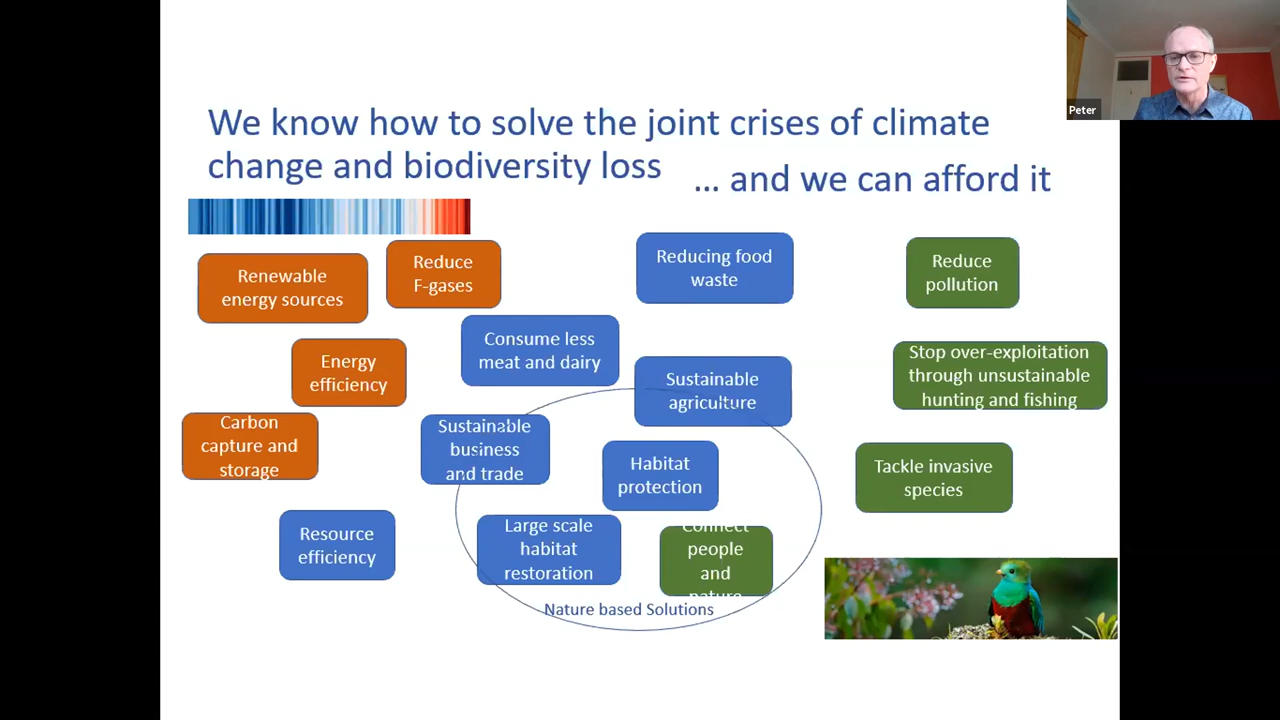 We know how to solve the joint crises of climate
change and biodiversity loss
... and we can afford it
Peter
Renewable
energy sources
Reduce
F-gases
Reducing food
waste
Reduce
pollution
Consume less
meat and dairy
Energy
efficiency
Sustainable
agriculture
Stop over-exploitation
through unsustainable
hunting and fishing
Carbon
capture and
storage
Sustainable
business
and trade
Habitat
protection
Tackle invasive
species
Resource
efficiency
Large scale
habitat
restoration
Connect
people
and
nature
Nature based Solutions